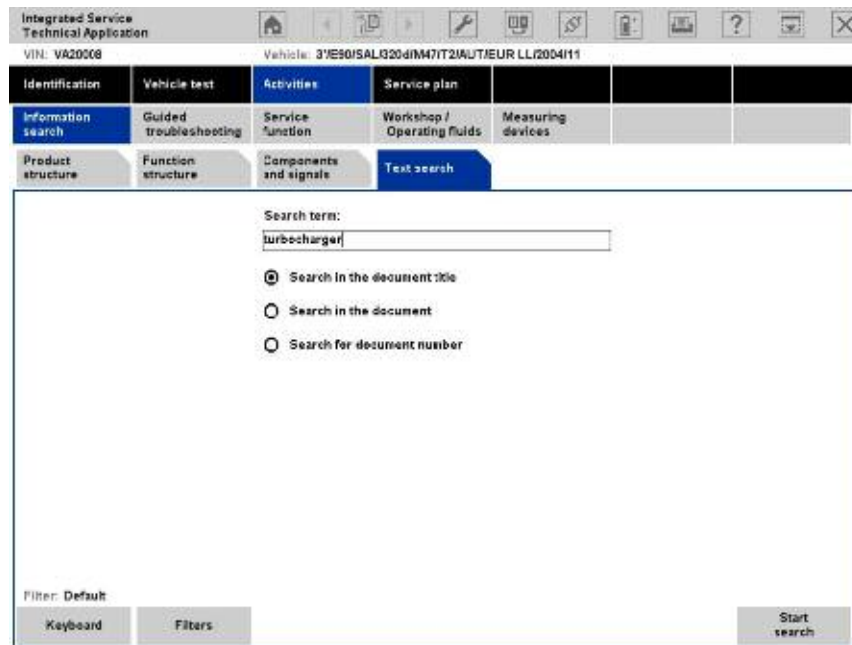 Integrated Service
Technical Application
VIN: VA20008
Vehicle: 3'/E90/SAL/320d/M47/T2/AUT/EUR LL/2004/11
Identification
Vehicle test
Activities
Service plan
Information
search
Guided
troubleshooting
Service
function
Workshop /
Operating fluids
Measuring
devices
Product
structure
Function
structure
Components
and signals
Text search
Search term:
turbocharger
Search in the document title
Search in the document
Search for document number
Filter: Default
Keyboard
Filters
Start
search